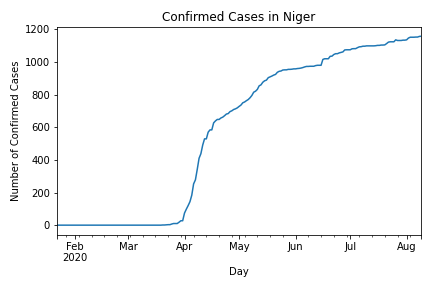 Confirmed Cases in Niger
Number of Confirmed Cases
1200
1000
800
600
400
200
0
Feb Mar Apr May Jun Jul Aug
2020
Day